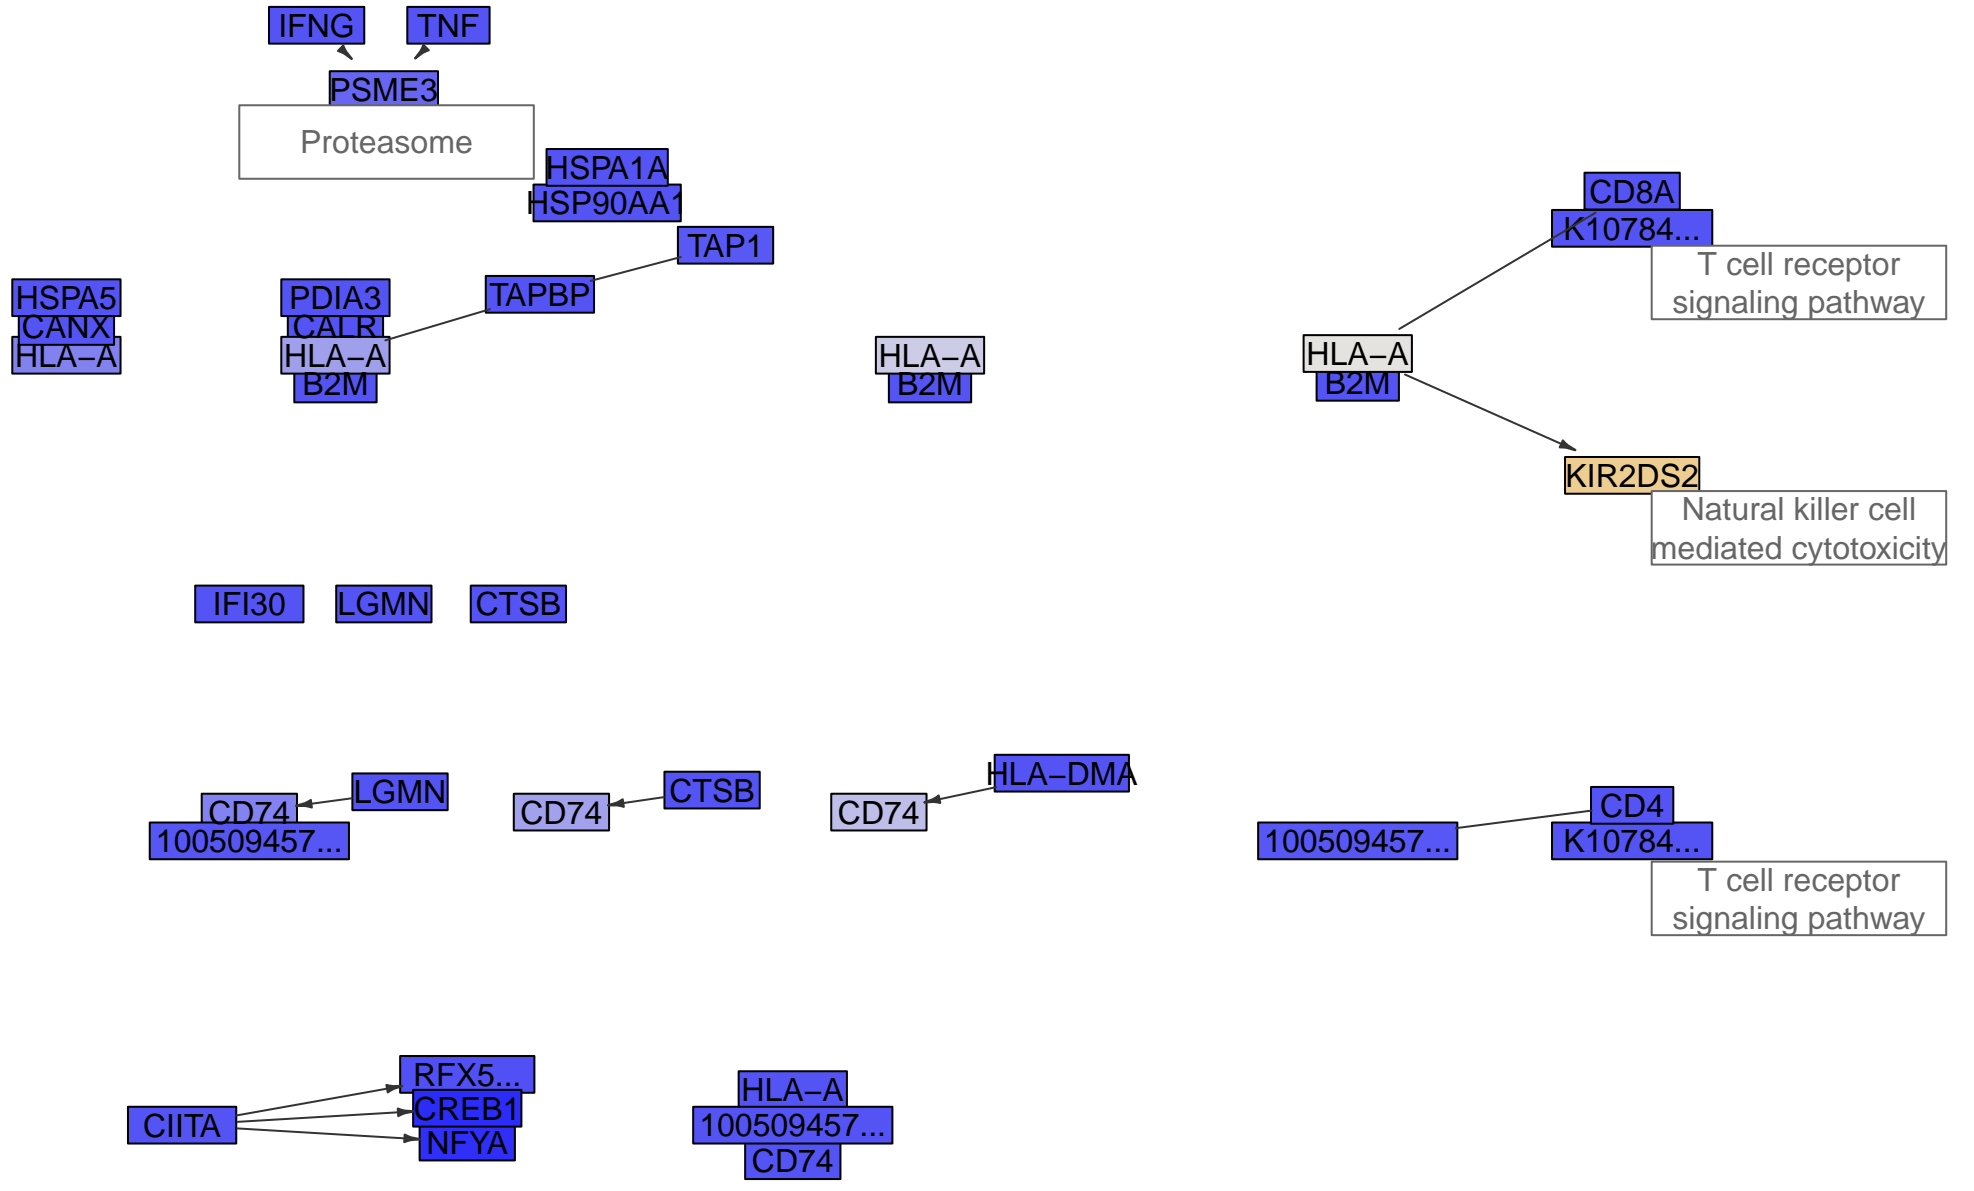 IFNG
TNF
PSME3
Proteasome
HSPA1A
HSP90AA1
TAP1
TAPBP
HSPA5
CANX
HLA−A
PDIA3
CALR
HLA−A
B2M
HLA−A
B2M
CD8A
K10784...
T cell receptor
signaling pathway
HLA−A
B2M
KIR2DS2
Natural killer cell
mediated cytotoxicity
IFI30
LGMN
CTSB
LGMN
CD74
100509457...
CTSB
CD74
HLA−DMA
CD74
CD4
100509457...
K10784...
T cell receptor
signaling pathway
CIITA
RFX5...
CREB1
NFYA
HLA−A
100509457...
CD74